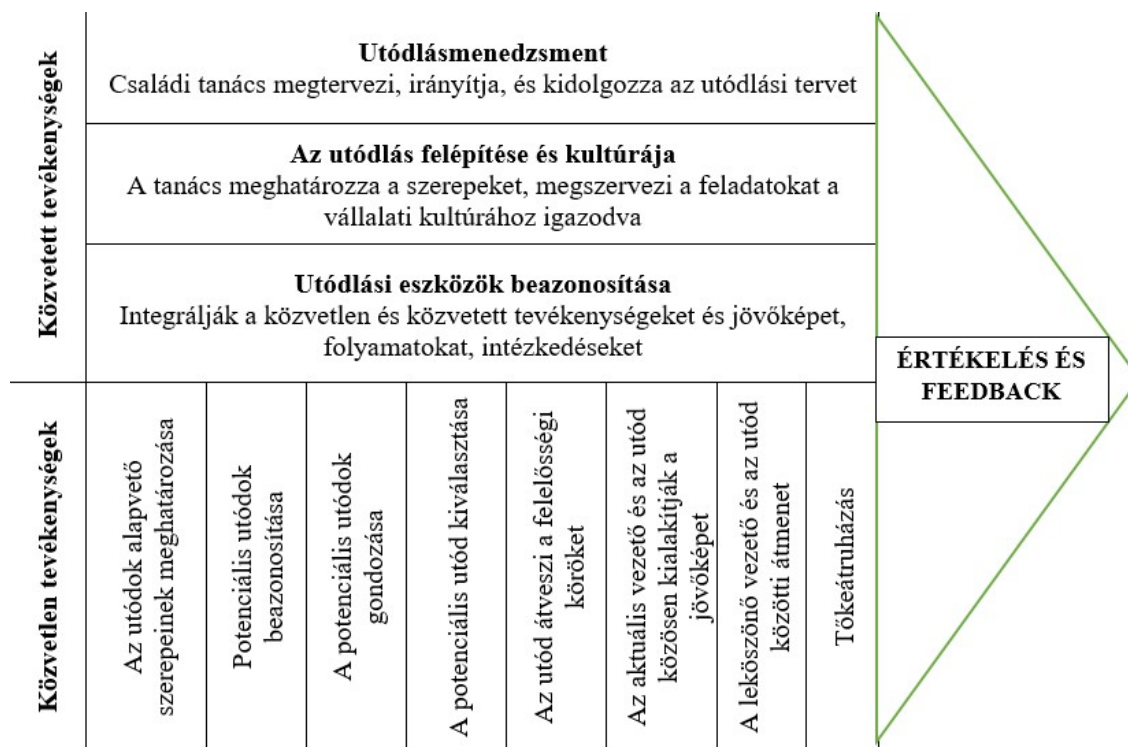 Közvetett tevékenységek
Utódlásmenedzsment
Családi tanács megtervezi, irányítja, és kidolgozza az utódlási tervet
Az utódlás felépítése és kultúrája
A tanács meghatározza a szerepeket, megszervezi a feladatokat a
vállalati kultúrához igazodva
Utódlási eszközök beazonosítása
Integrálják a közvetlen és közvetett tevékenységeket és jövőképet,
folyamatokat, intézkedéseket
ÉRTÉKELÉS ÉS
FEEDBACK
Közvetlen tevékenységek
Az utódok alapvető
szerepeinek meghatározása
Potenciális utódok
beazonosítása
A potenciális utódok
gondozása
A potenciális utód kiválasztása
Az utód átveszi a felelősségi
köröket
Az aktuális vezető és az utód
közösen kialakítják a
jövőképet
A leköszönő vezető és az utód
közötti átmenet
Tőkeátruházás